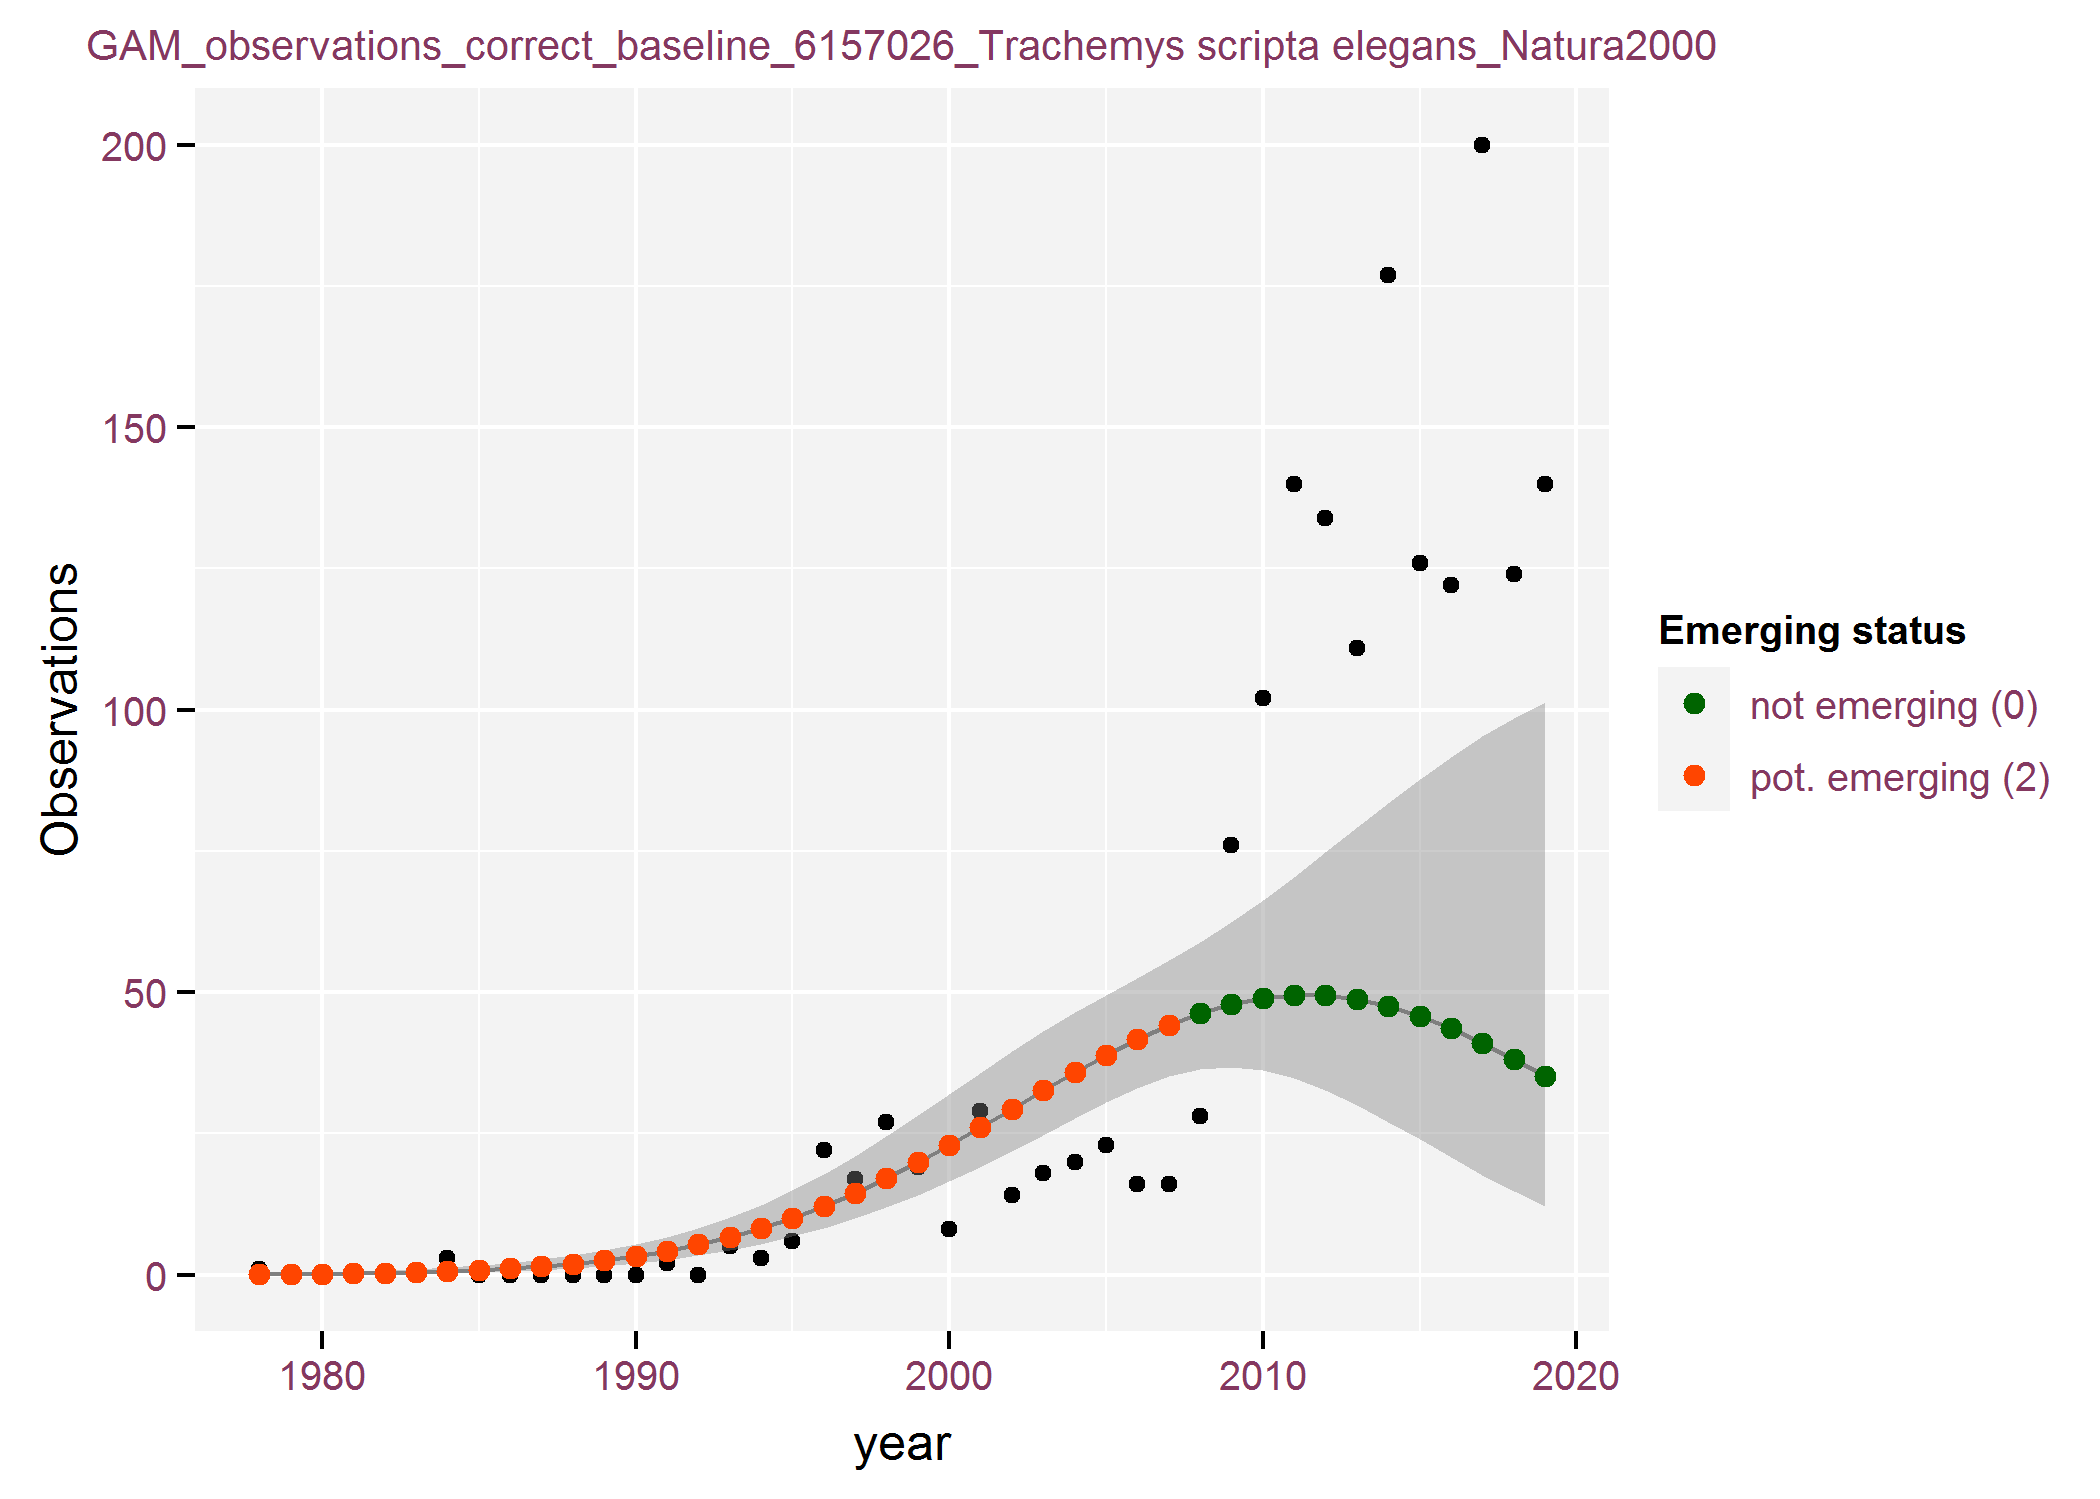 GAM_observations_correct_baseline_6157026_Trachemys scripta elegans_Natura2000
200
150
100
50
0
Observations
1980 1990 2000 2010 2020
year
Emerging status
not emerging (0)
pot. emerging (2)